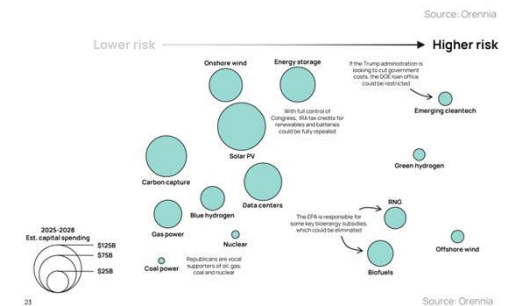 Source: Orennia
Lower risk
Higher risk
Onshore wind
Energy storage
If the Trump administration is
looking to cut government
costs, the DOE loan office
could be restricted
Emerging cleantech
With full control of
Congress, IRA tax credits for
renewables and batteries
could be fully repealed
Solar PV
Green hydrogen
Carbon capture
Data centers
Blue hydrogen
RNG
The EPA is responsible for
some key bioenergy subsidies,
which could be eliminated
Gas power
Nuclear
Offshore wind
2025-2028
Est. capital spending
$125B
$75B
$25B
Coal power
Republicans are vocal
supporters of oil, gas,
coal and nuclear
Biofuels
23
Source: Orennia